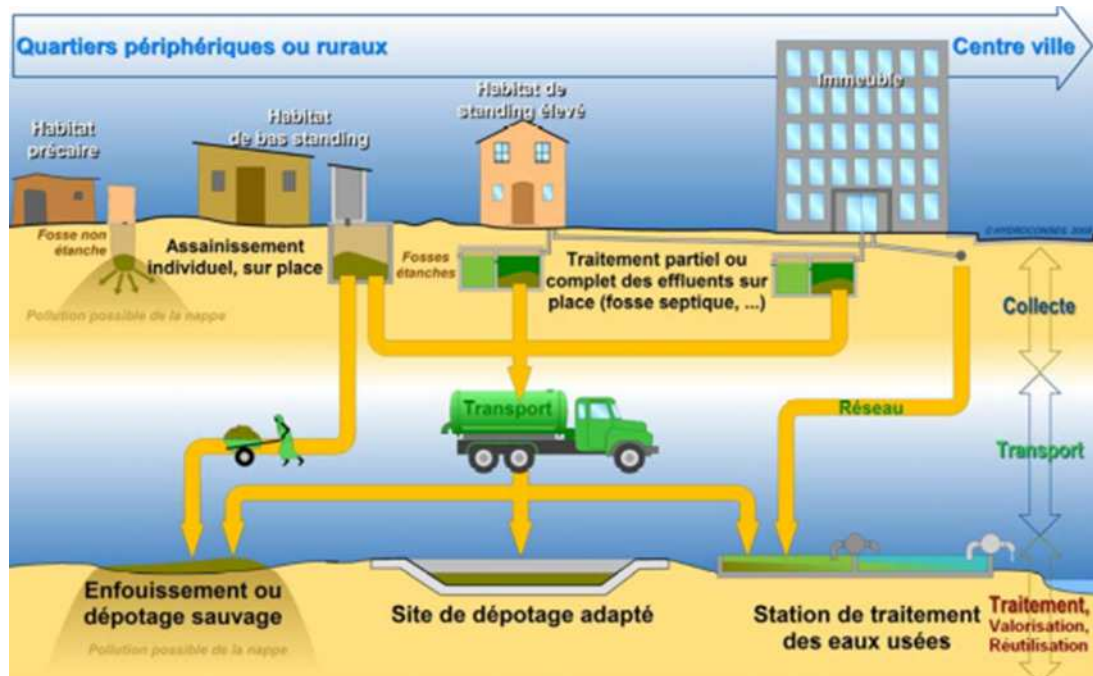 Quartiers périphériques ou ruraux
Centre ville
Immeuble
Habitat de
standing élevé
Habitat
de bas standing
Habitat
précaire
©HYDROCONSEIL 2008
Fosse non
étanche
Assainissement
individuel, sur place
Fosses
étanches
Traitement partiel ou
complet des effluents sur
place (fosse septique, ...)
Pollution possible de la nappe
Collecte
Transport
Réseau
Transport
Enfouissement ou
dépotage sauvage
Pollution possible de la nappe
Site de dépotage adapté
Station de traitement
des eaux usées
Traitement,
Valorisation,
Réutilisation